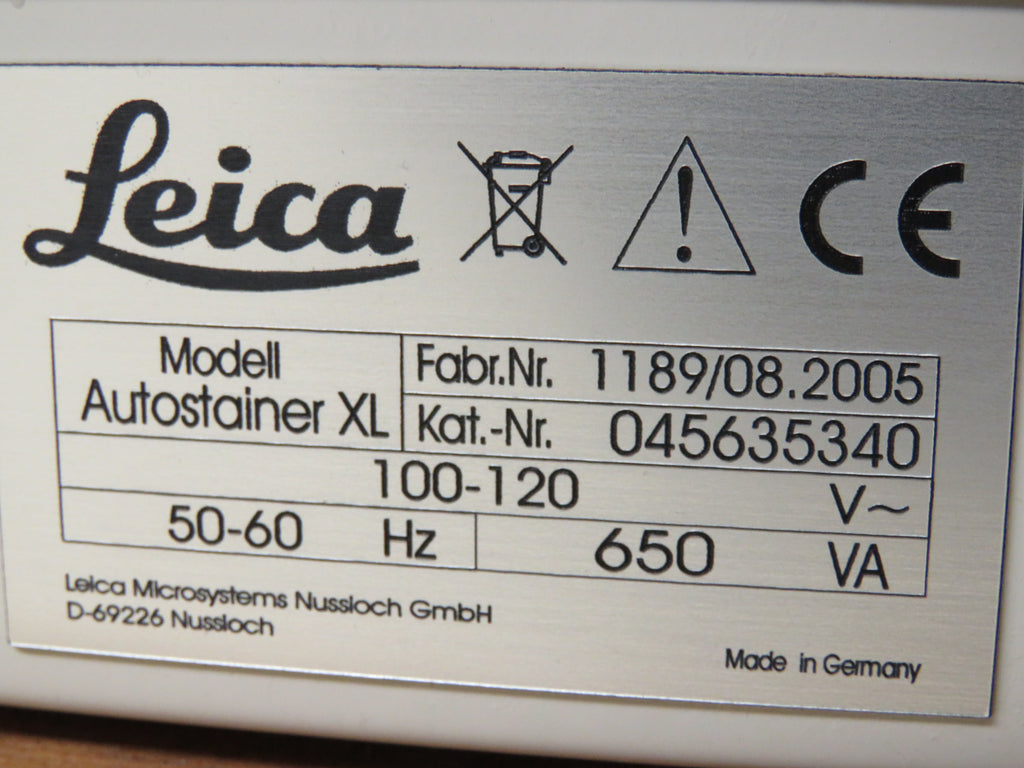 Leica
CE
Modell
Autostainer XL
Fabr.Nr. 1189/08.2005
Kat.-Nr. 045635340
100-120 V~
50-60 Hz
650 VA
Leica Microsystems Nussloch GmbH
D-69226 Nussloch
Made in Germany